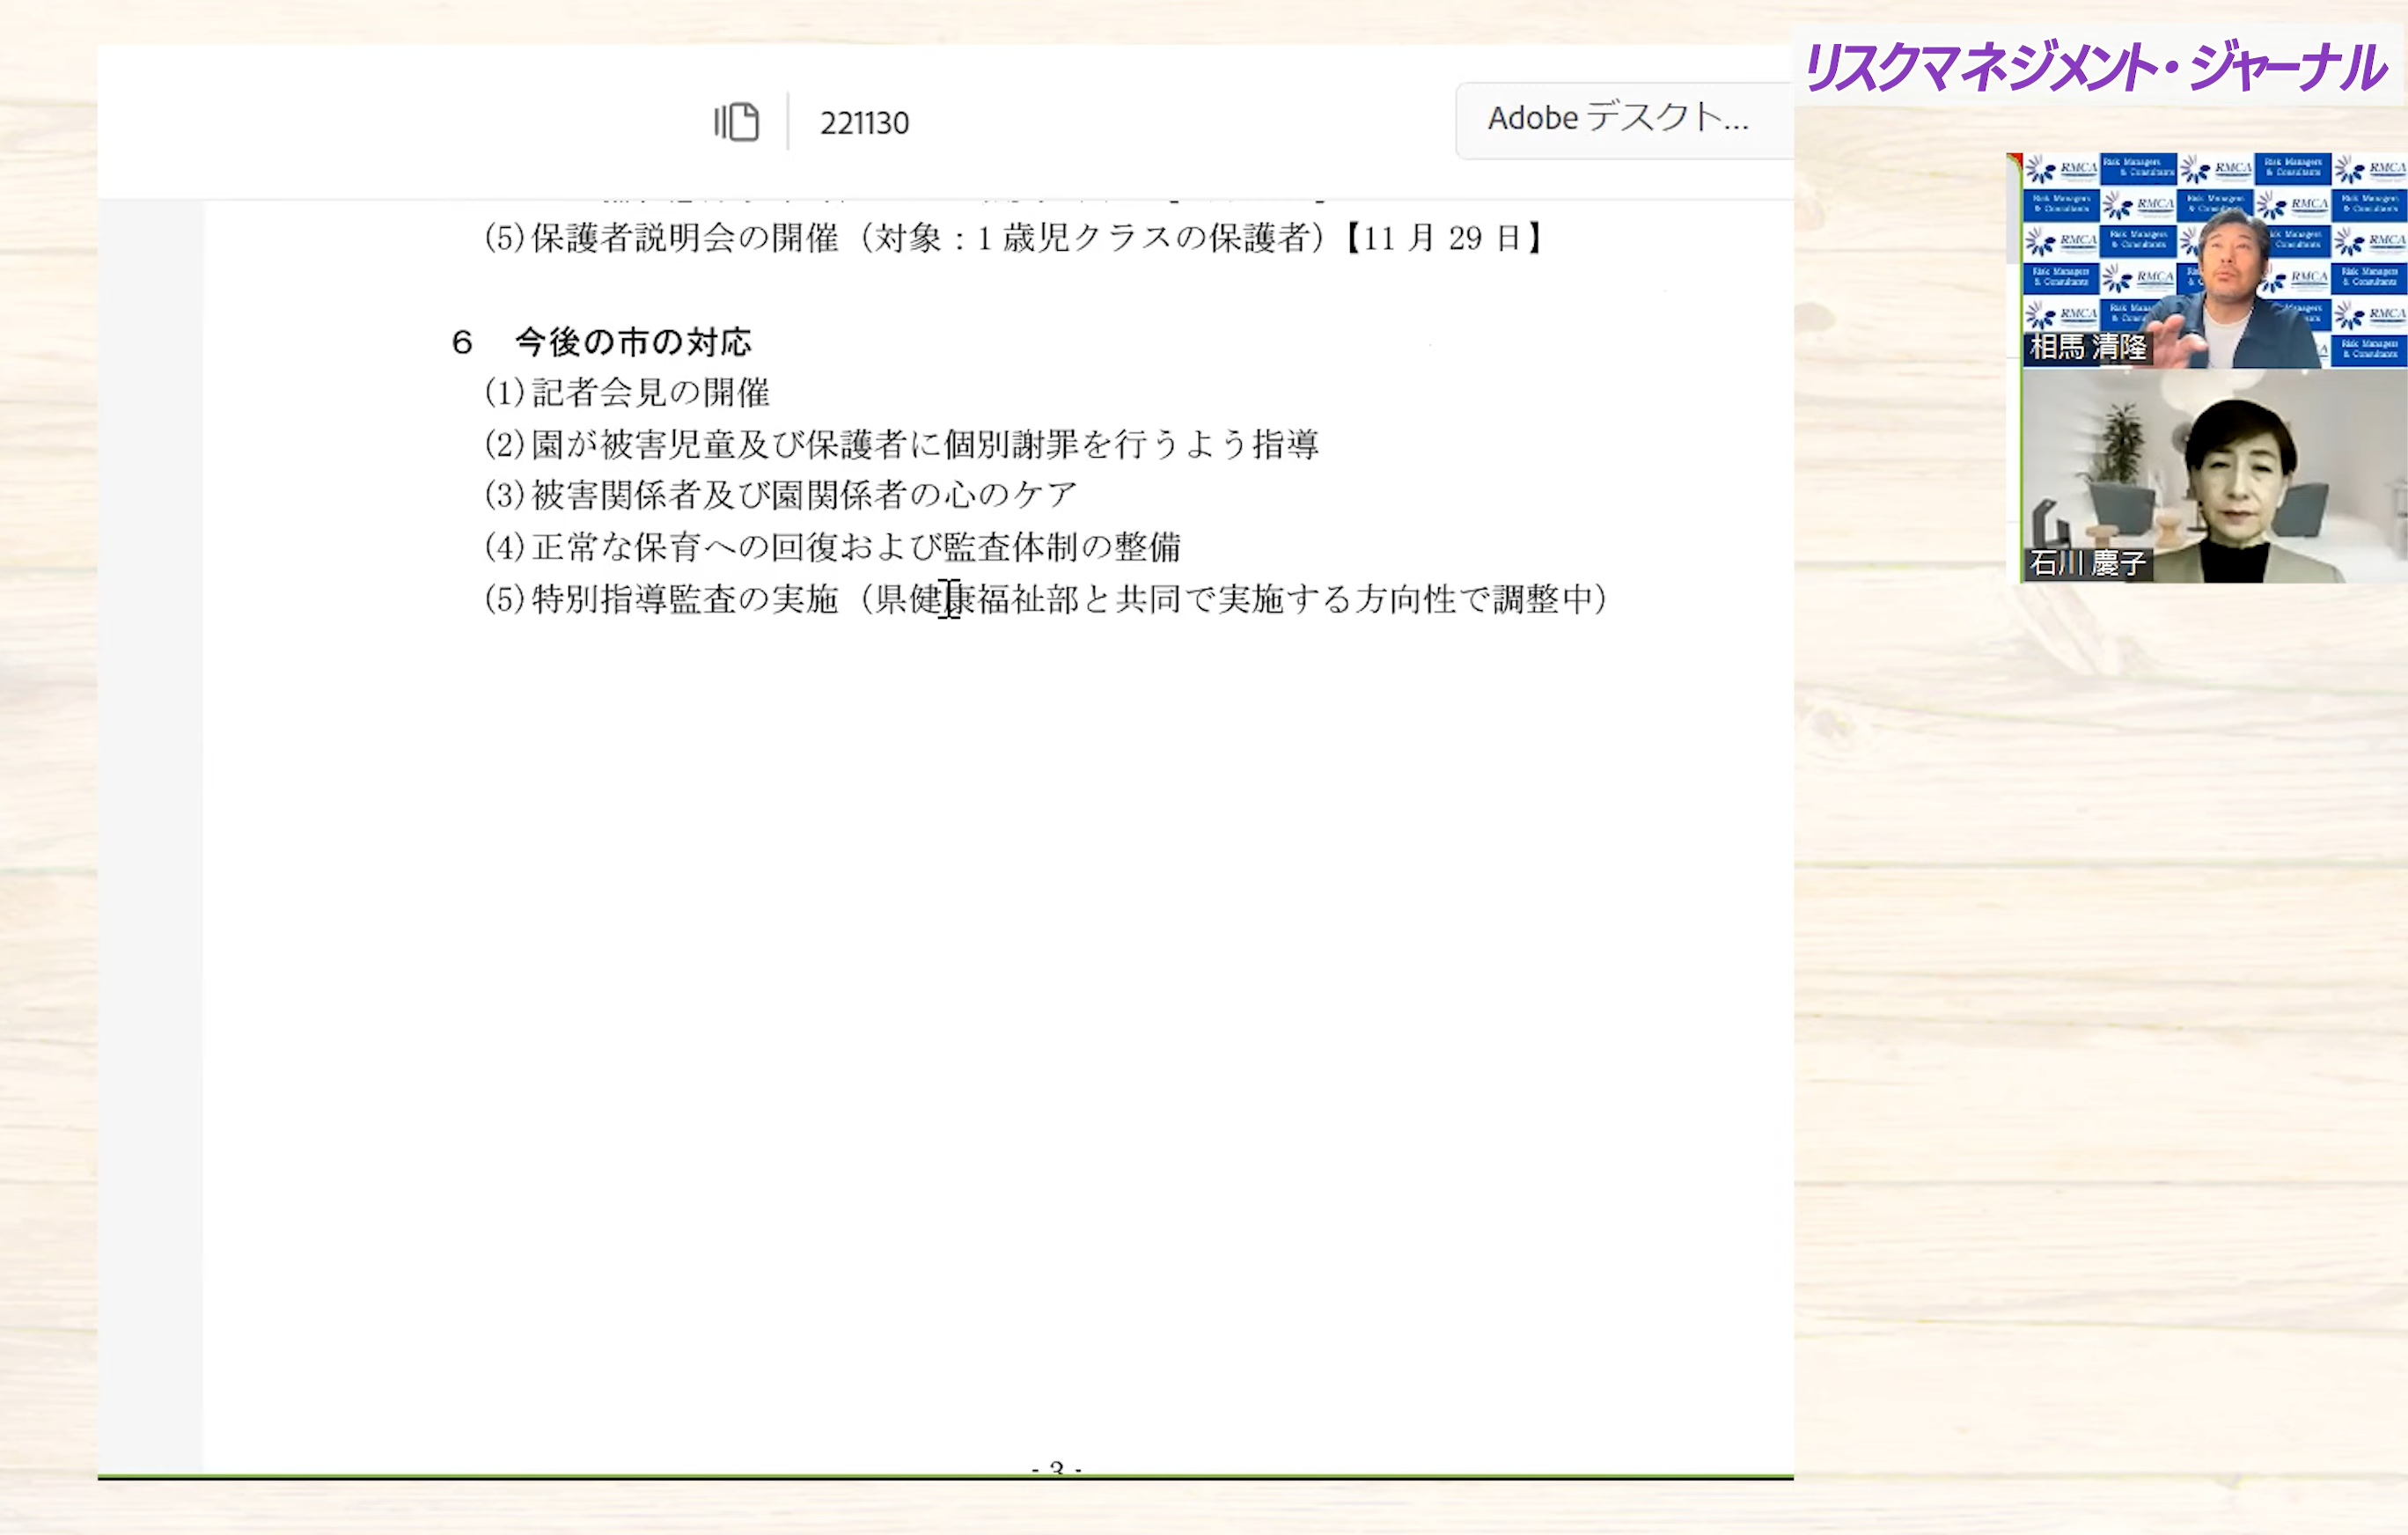 リスクマネジメント・ジャーナル
221130
Adobe デスクト...
(5)保護者説明会の開催（対象：1 歳児クラスの保護者）【11 月 29 日】
6　今後の市の対応
(1)記者会見の開催
(2)園が被害児童及び保護者に個別謝罪を行うよう指導
(3)被害関係者及び園関係者の心のケア
(4)正常な保育への回復および監査体制の整備
(5)特別指導監査の実施（県健康福祉部と共同で実施する方向性で調整中）
- 3 -
RMCA
Risk Managers & Consultants
相馬 清隆
石川 慶子